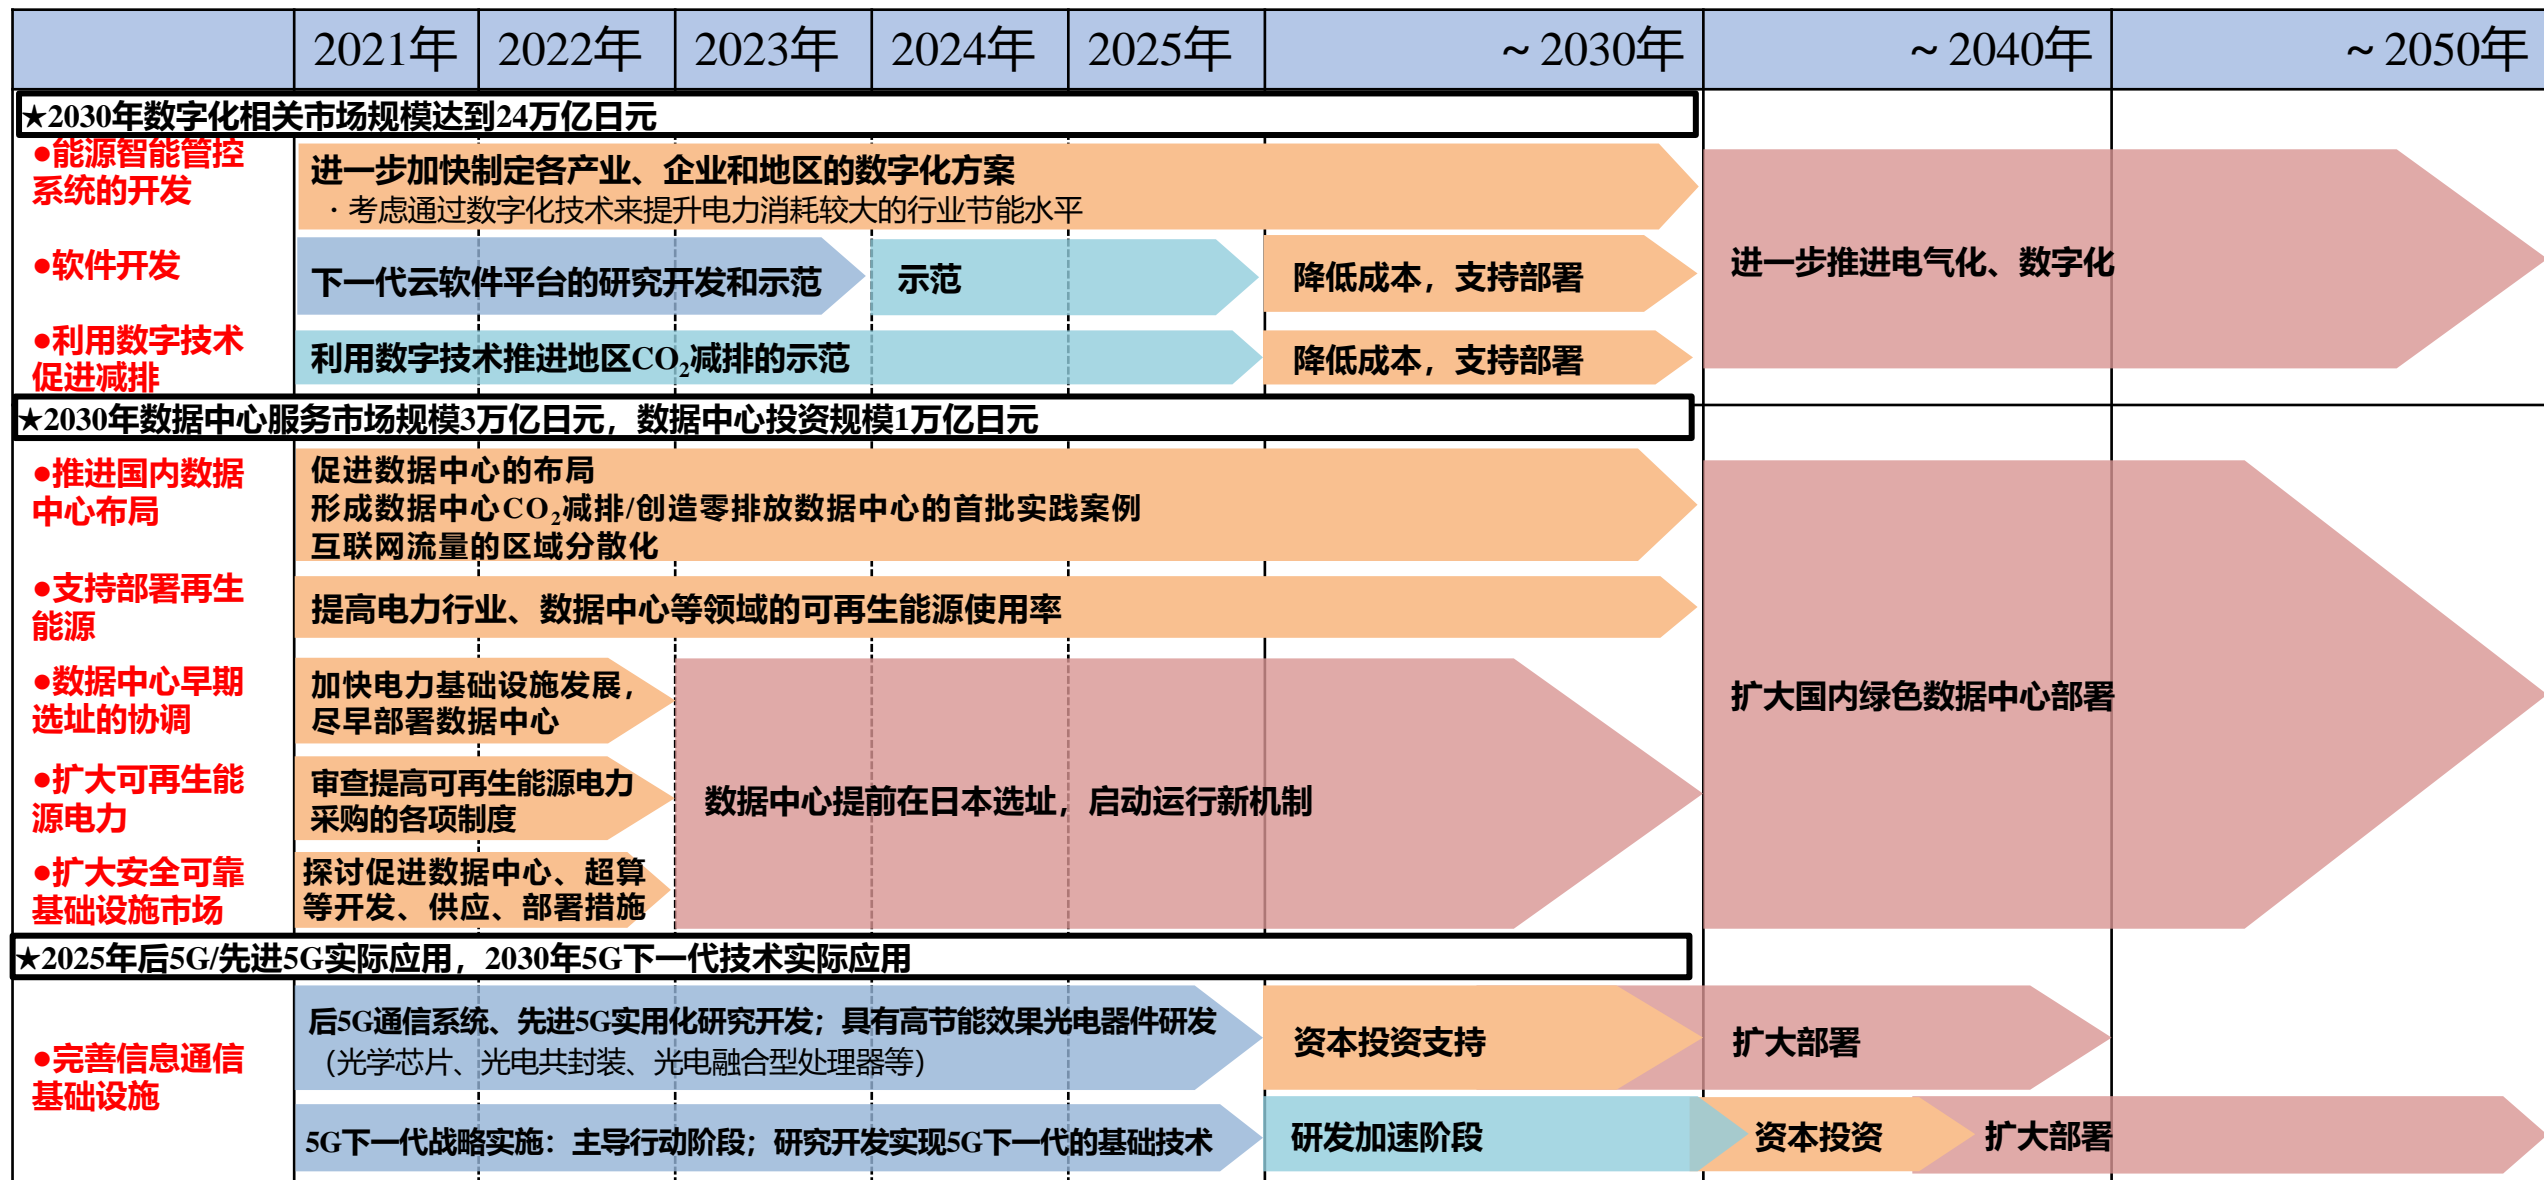 2021年 2022年 2023年 2024年 2025年 ~2030年 ~2040年 ~2050年
★2030年数字化相关市场规模达到24万亿日元
●能源智能管控
系统的开发
进一步加快制定各产业、企业和地区的数字化方案
·考虑通过数字化技术来提升电力消耗较大的行业节能水平
●软件开发
下一代云软件平台的研究开发和示范
示范
降低成本，支持部署
进一步推进电气化、数字化
●利用数字技术
促进减排
利用数字技术推进地区CO₂减排的示范
降低成本，支持部署
★2030年数据中心服务市场规模3万亿日元，数据中心投资规模1万亿日元
●推进国内数据
中心布局
促进数据中心的布局
形成数据中心CO₂减排/创造零排放数据中心的首批实践案例
互联网流量的区域分散化
●支持部署再生
能源
提高电力行业、数据中心等领域的可再生能源使用率
●数据中心早期
选址的协调
加快电力基础设施发展，
尽早部署数据中心
扩大国内绿色数据中心部署
●扩大可再生能
源电力
审查提高可再生能源电力
采购的各项制度
数据中心提前在日本选址，启动运行新机制
●扩大安全可靠
基础设施市场
探讨促进数据中心、超算
等开发、供应、部署措施
★2025年后5G/先进5G实际应用，2030年5G下一代技术实际应用
●完善信息通信
基础设施
后5G通信系统、先进5G实用化研究开发；具有高节能效果光电器件研发
（光学芯片、光电共封装、光电融合型处理器等）
资本投资支持
扩大部署
5G下一代战略实施：主导行动阶段；研究开发实现5G下一代的基础技术
研发加速阶段
资本投资
扩大部署